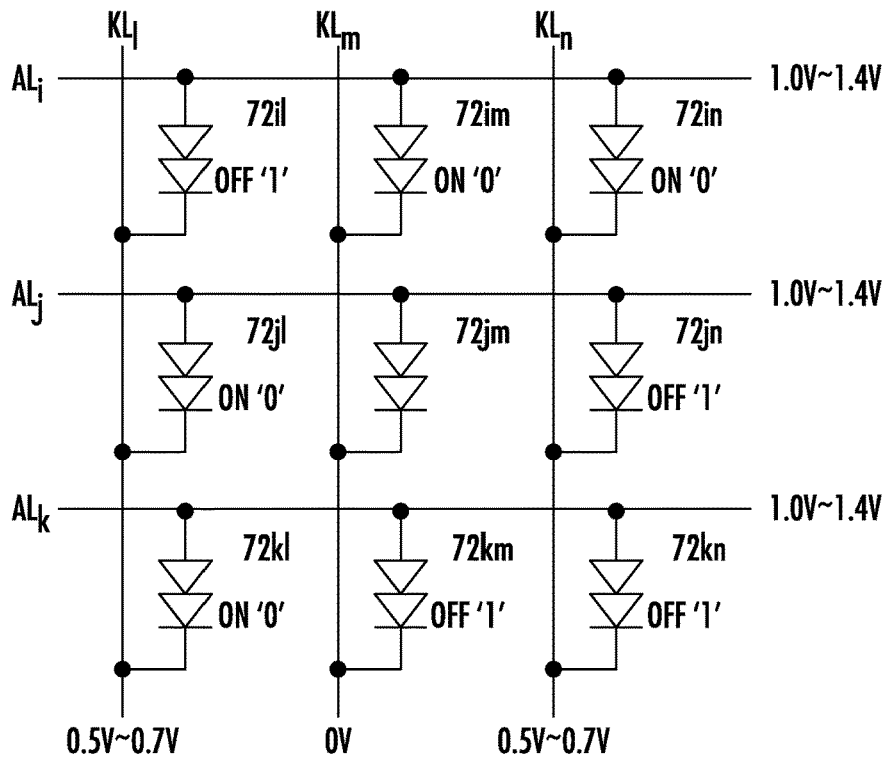 KLl KLm KLn
ALi 1.0V~1.4V
72il 72im 72in
OFF '1' ON '0' ON '0'
ALj 1.0V~1.4V
72jl 72jm 72jn
ON '0' OFF '1'
ALk 1.0V~1.4V
72kl 72km 72kn
ON '0' OFF '1' OFF '1'
0.5V~0.7V 0V 0.5V~0.7V